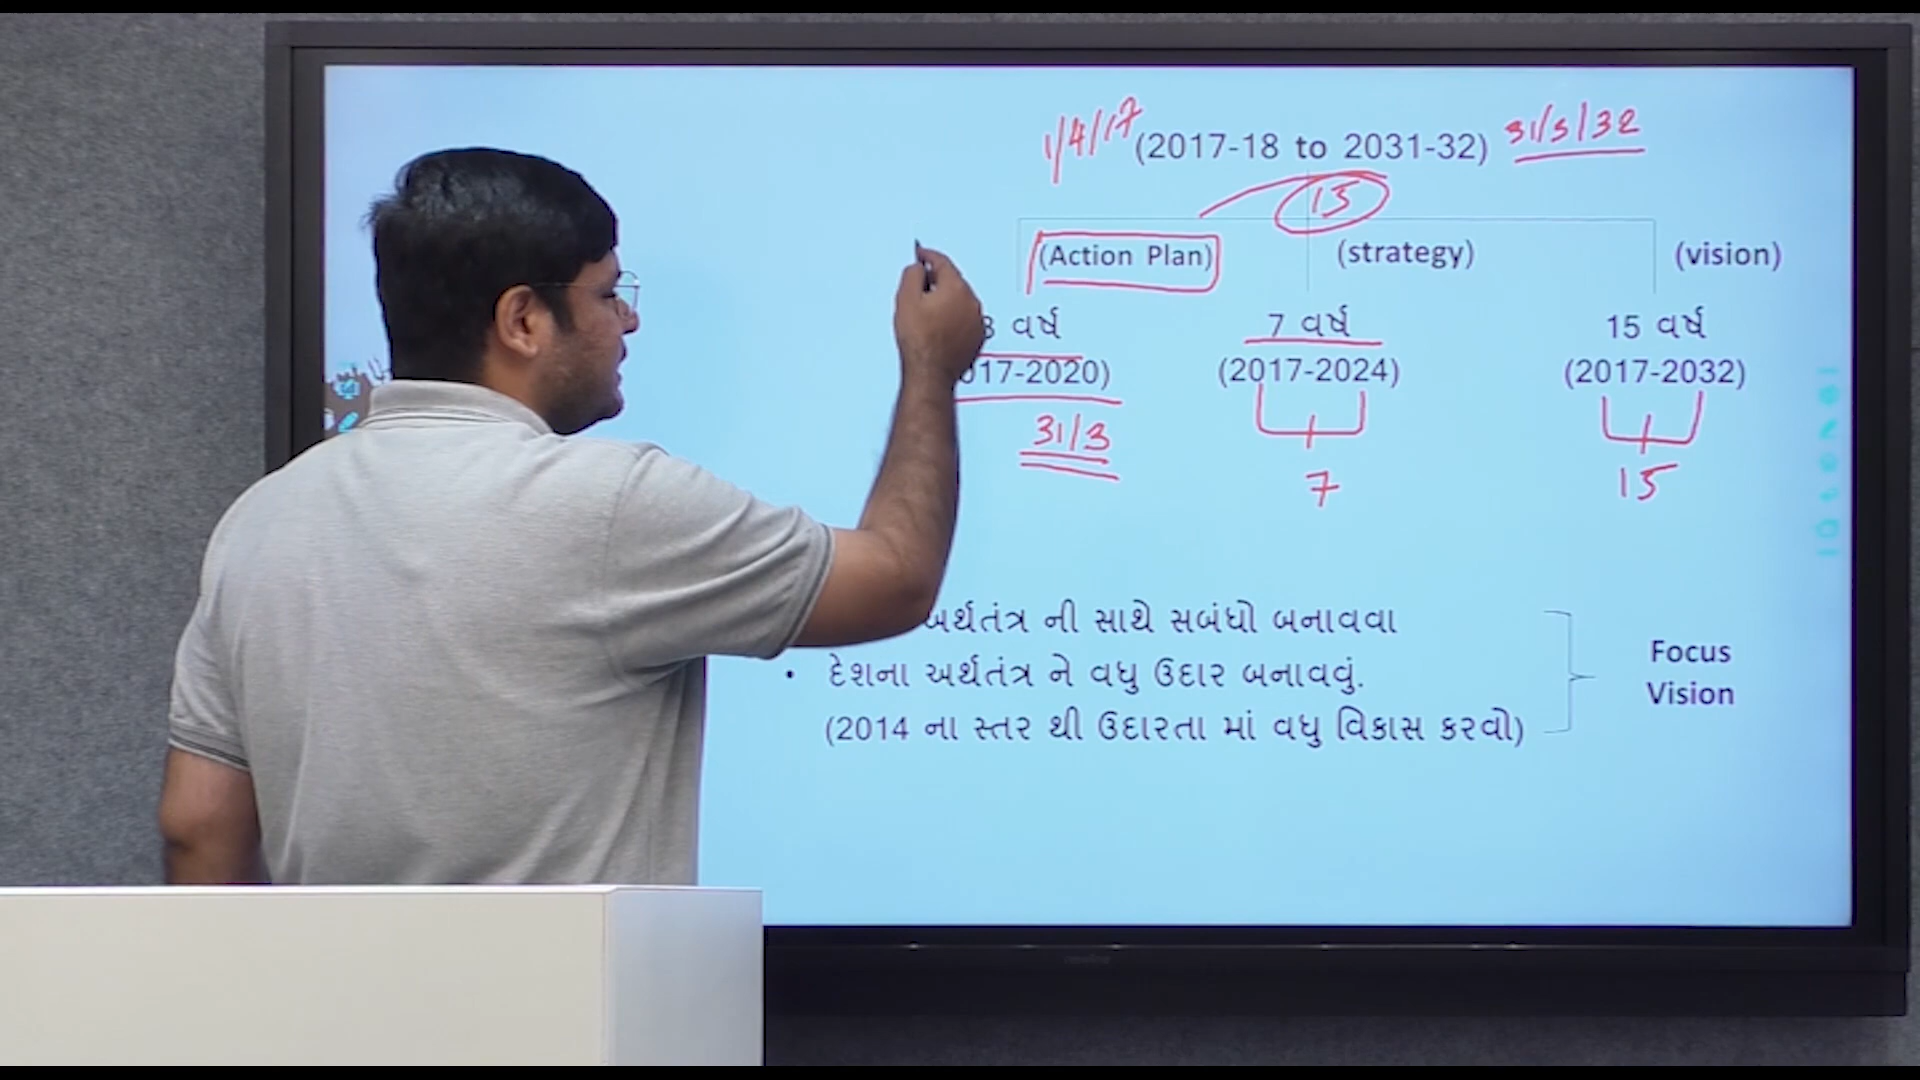 1/4/17 (2017-18 to 2031-32) 31/3/32
15
(Action Plan) (strategy) (vision)
3 વર્ષ 7 વર્ષ 15 વર્ષ
017-2020) (2017-2024) (2017-2032)
31/3
7 15
અર્થતંત્ર ની સાથે સબંધો બનાવવા
• દેશના અર્થતંત્ર ને વધુ ઉદાર બનાવવું.
(2014 ના સ્તર થી ઉદારતા માં વધુ વિકાસ કરવો)
Focus
Vision
newline